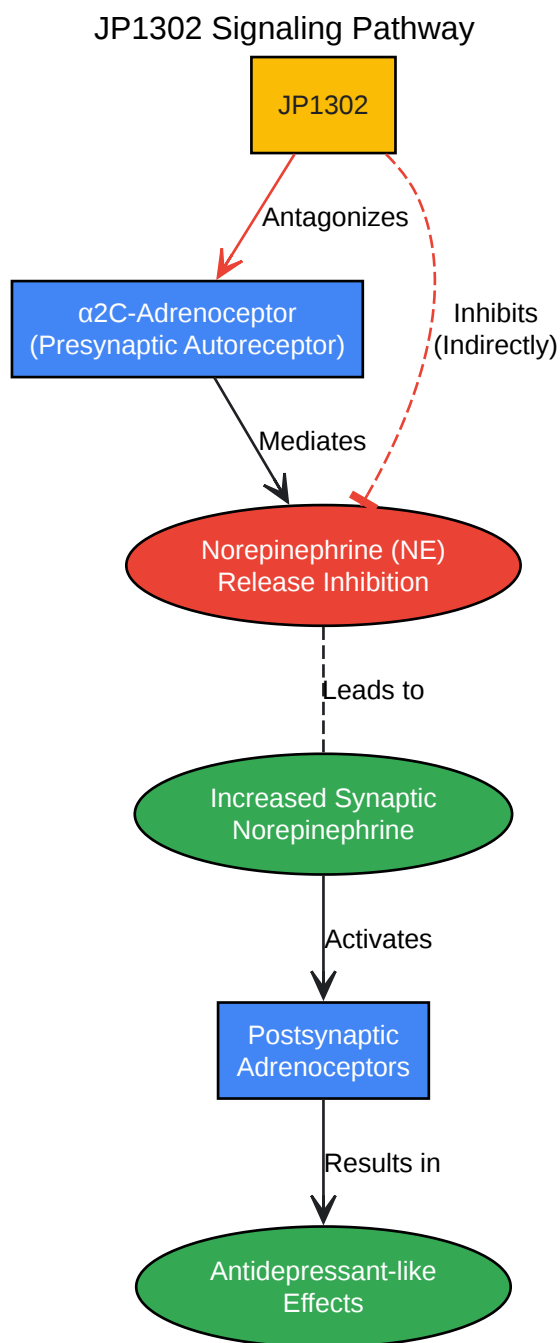 JP1302 Signaling Pathway
JP1302
Antagonizes
α2C-Adrenoceptor
(Presynaptic Autoreceptor)
Inhibits
(Indirectly)
Mediates
Norepinephrine (NE)
Release Inhibition
Leads to
Increased Synaptic
Norepinephrine
Activates
Postsynaptic
Adrenoceptors
Results in
Antidepressant-like
Effects